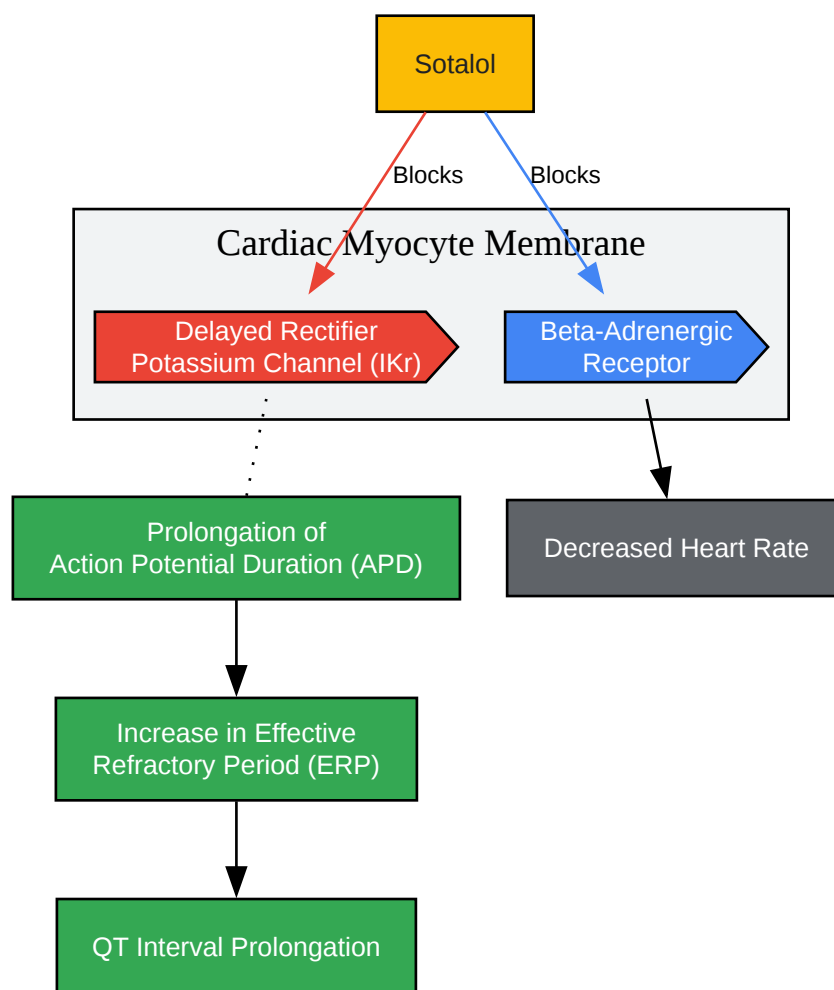 Sotalol
Blocks
Blocks
Cardiac Myocyte Membrane
Delayed Rectifier
Potassium Channel (IKr)
Beta-Adrenergic
Receptor
Prolongation of
Action Potential Duration (APD)
Decreased Heart Rate
Increase in Effective
Refractory Period (ERP)
QT Interval Prolongation